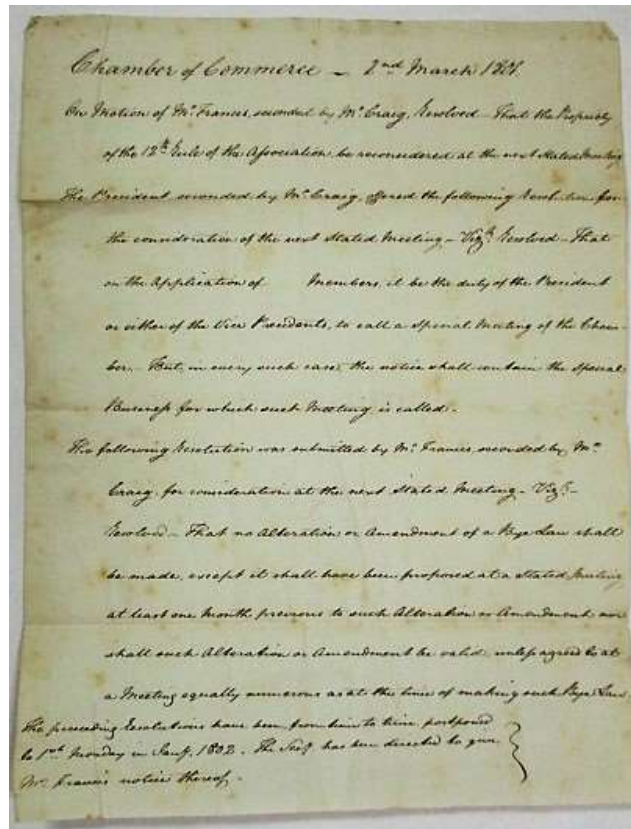 Chamber of Commerce – 2nd March 1801.
On Motion of Mr. Francis, seconded by Mr. Craig, Resolved – That the Propriety
of the 12th Rule of the Association, be reconsidered at the next Stated Meeting
The President seconded by Mr. Craig, offered the following Resolution for
the consideration of the next Stated Meeting – Vizt. Resolved – That
on the Application of Members, it be the duty of the President
or either of the Vice Presidents, to call a Special Meeting of the Cham-
ber. – But, in every such case, the notice shall contain the special
Business for which such Meeting is called. –
The following Resolution was submitted by Mr. Francis, seconded by Mr.
Craig, for consideration at the next Stated Meeting – Vizt. –
Resolved – That no Alteration or Amendment of a Bye Law shall
be made, except it shall have been proposed at a Stated Meeting
at least one Month previous to such Alteration or Amendment nor
shall such Alteration or Amendment be valid, unless agreed to at
a Meeting equally numerous as at the time of making such Bye Law
The preceeding Resolutions have been from time to time postponed
to 1st Monday in Jany. 1802. The Secy. has been directed to give
Mr. Francis notice thereof. –